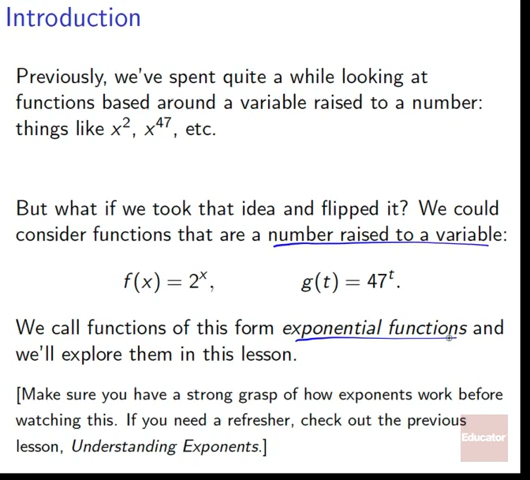 Introduction
Previously, we've spent quite a while looking at
functions based around a variable raised to a number:
things like x², x⁴⁷, etc.
But what if we took that idea and flipped it? We could
consider functions that are a number raised to a variable:
f(x) = 2ˣ, g(t) = 47ᵗ.
We call functions of this form exponential functions and
we'll explore them in this lesson.
[Make sure you have a strong grasp of how exponents work before
watching this. If you need a refresher, check out the previous
lesson, Understanding Exponents.]
Educator